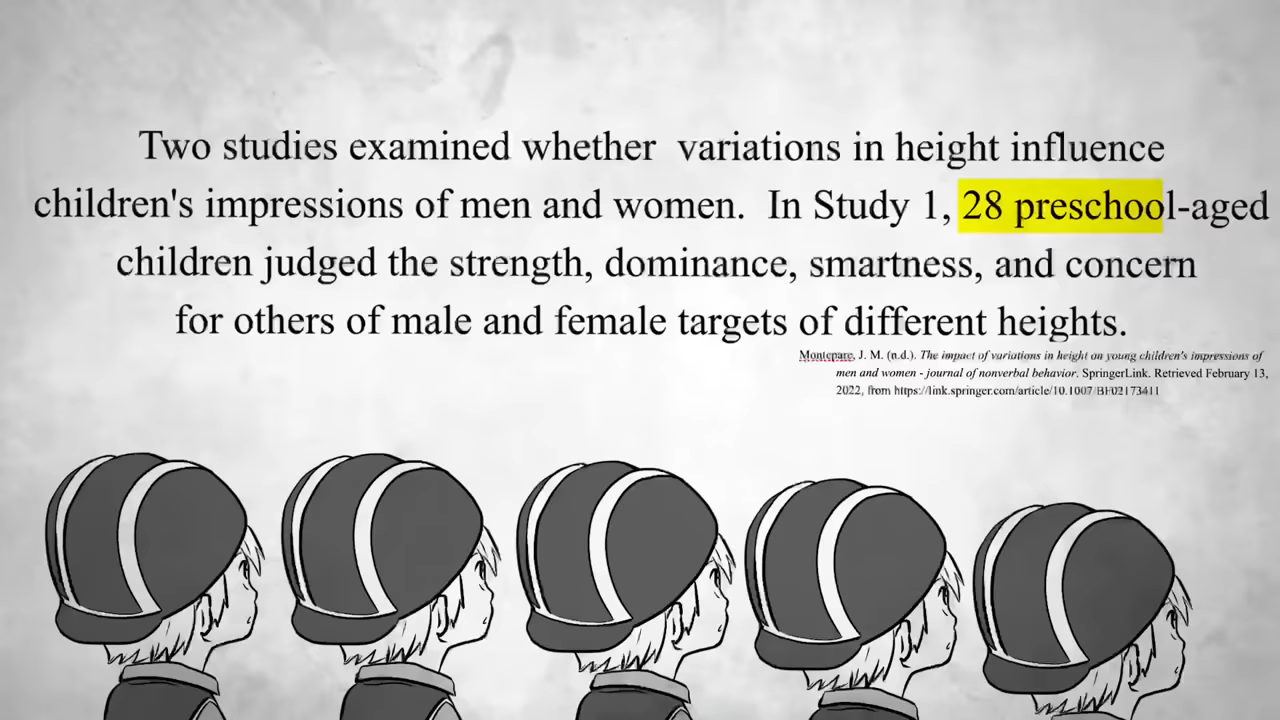 Two studies examined whether variations in height influence
children's impressions of men and women. In Study 1, 28 preschool-aged
children judged the strength, dominance, smartness, and concern
for others of male and female targets of different heights.
Montepare, J. M. (n.d.). The impact of variations in height on young children's impressions of
men and women - journal of nonverbal behavior. SpringerLink. Retrieved February 13,
2022, from https://link.springer.com/article/10.1007/BF02173411